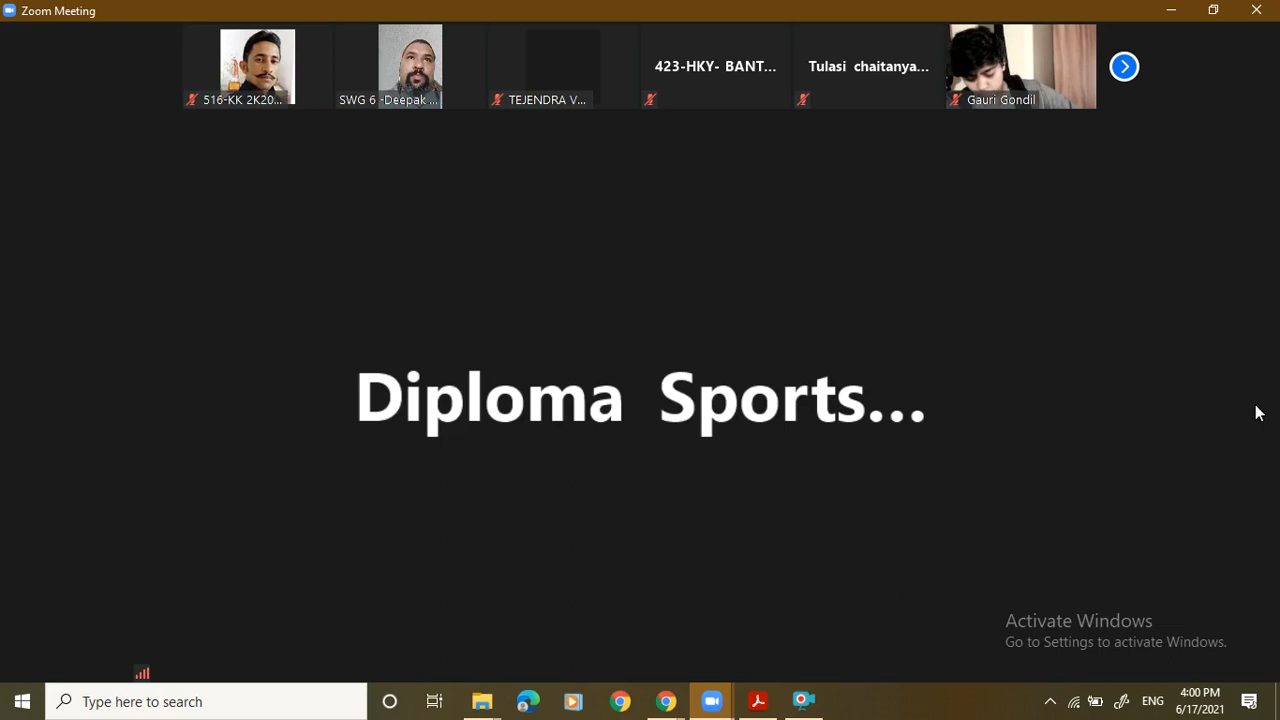 Zoom Meeting
516-KK 2K20...
SWG 6 -Deepak ...
TEJENDRA V...
423-HKY- BANT...
Tulasi chaitanya...
Gauri Gondil
Diploma Sports...
Activate Windows
Go to Settings to activate Windows.
Type here to search
ENG
4:00 PM
6/17/2021